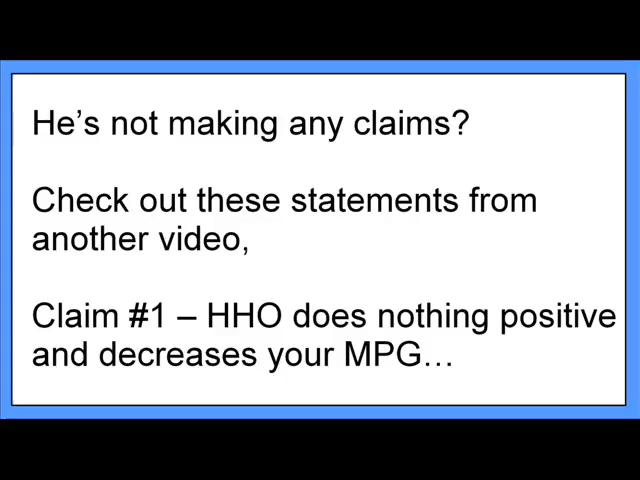 He's not making any claims?
Check out these statements from
another video,
Claim #1 – HHO does nothing positive
and decreases your MPG…